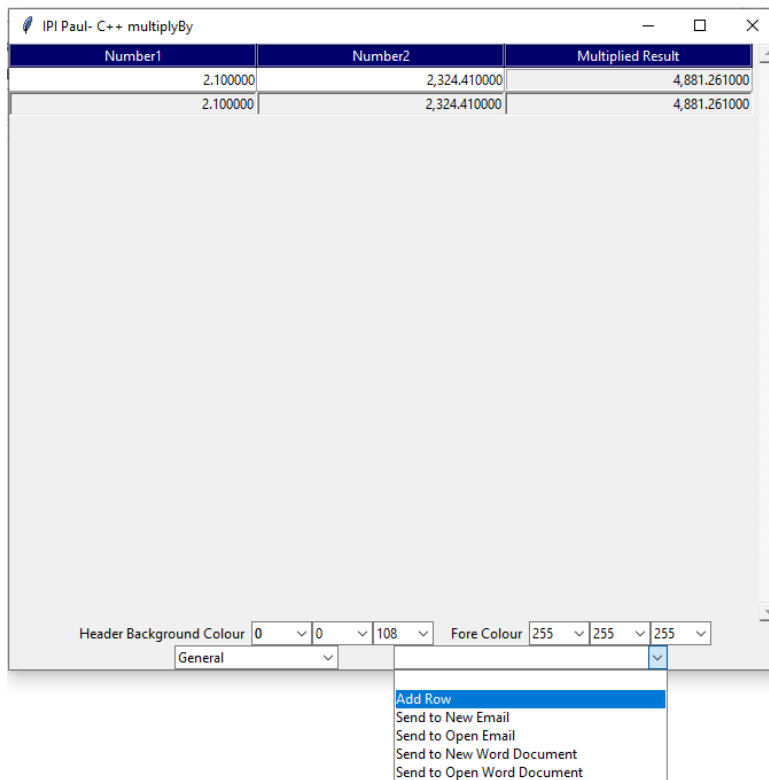 IPI Paul- C++ multiplyBy
Number1 Number2 Multiplied Result
2.100000 2,324.410000 4,881.261000
2.100000 2,324.410000 4,881.261000
Header Background Colour 0 0 108 Fore Colour 255 255 255
General
Add Row
Send to New Email
Send to Open Email
Send to New Word Document
Send to Open Word Document